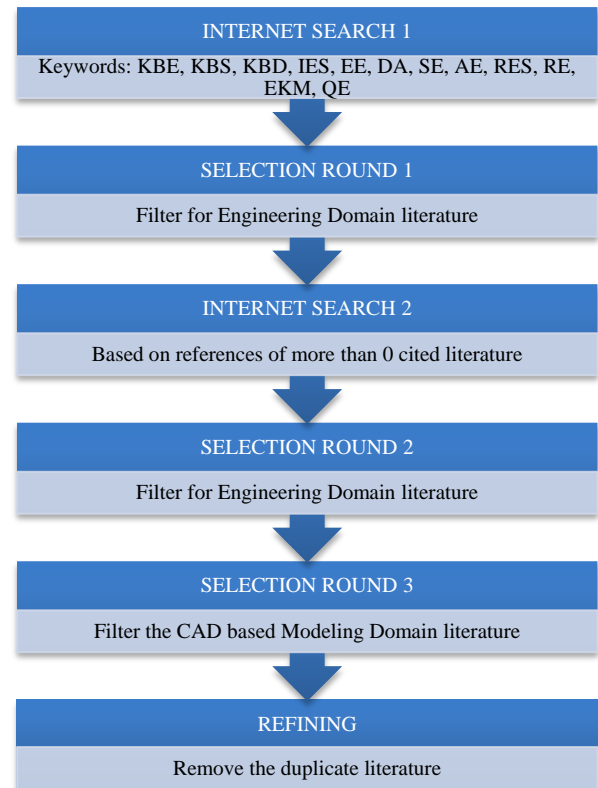 INTERNET SEARCH 1
Keywords: KBE, KBS, KBD, IES, EE, DA, SE, AE, RES, RE,
EKM, QE
SELECTION ROUND 1
Filter for Engineering Domain literature
INTERNET SEARCH 2
Based on references of more than 0 cited literature
SELECTION ROUND 2
Filter for Engineering Domain literature
SELECTION ROUND 3
Filter the CAD based Modeling Domain literature
REFINING
Remove the duplicate literature